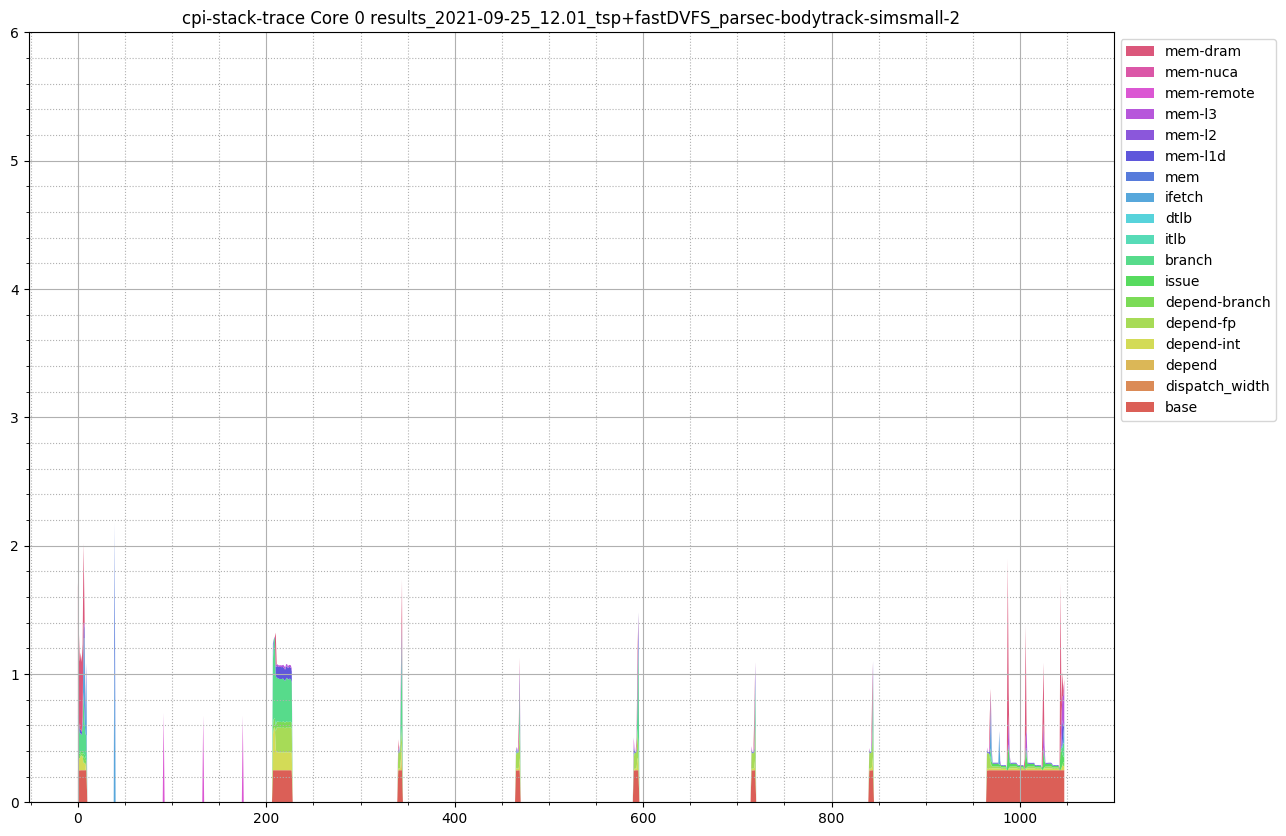 cpi-stack-trace Core 0 results_2021-09-25_12.01_tsp+fastDVFS_parsec-bodytrack-simsmall-2
6
5
4
3
2
1
0
0 200 400 600 800 1000
mem-dram
mem-nuca
mem-remote
mem-l3
mem-l2
mem-l1d
mem
ifetch
dtlb
itlb
branch
issue
depend-branch
depend-fp
depend-int
depend
dispatch_width
base